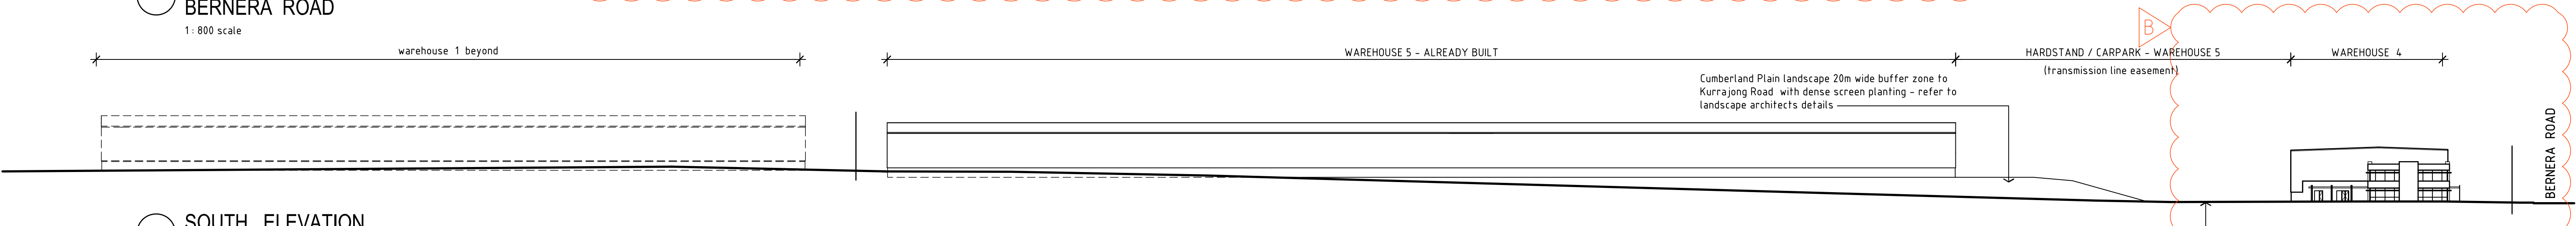 BERNERA ROAD
1 : 800 scale
warehouse 1 beyond
WAREHOUSE 5 - ALREADY BUILT
HARDSTAND / CARPARK - WAREHOUSE 5
(transmission line easement)
WAREHOUSE 4
B
Cumberland Plain landscape 20m wide buffer zone to
Kurrajong Road with dense screen planting - refer to
landscape architects details
BERNERA ROAD
SOUTH ELEVATION